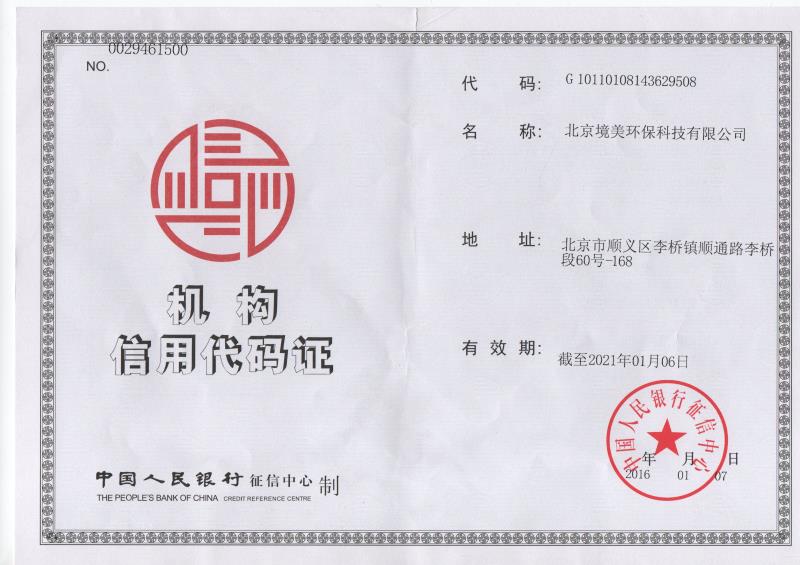 0029461500
NO.
机构
信用代码证
中国人民银行征信中心 制
THE PEOPLE'S BANK OF CHINA CREDIT REFERENCE CENTRE
代 码: G 10110108143629508
名 称: 北京境美环保科技有限公司
地 址: 北京市顺义区李桥镇顺通路李桥
段60号-168
有效期: 截至2021年01月06日
中国人民银行征信中心
年 月 日
2016 01 07